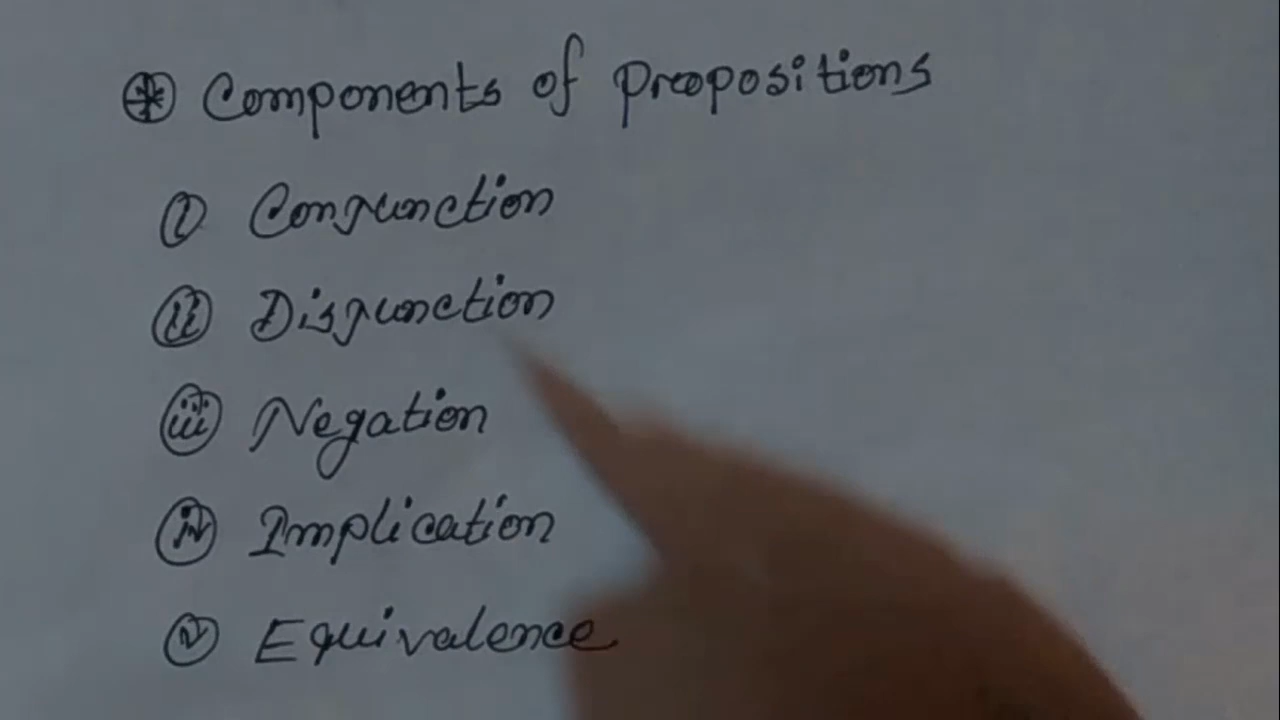 ⊛ Components of propositions
(i) Conjunction
(ii) Disjunction
(iii) Negation
(iv) Implication
(v) Equivalence